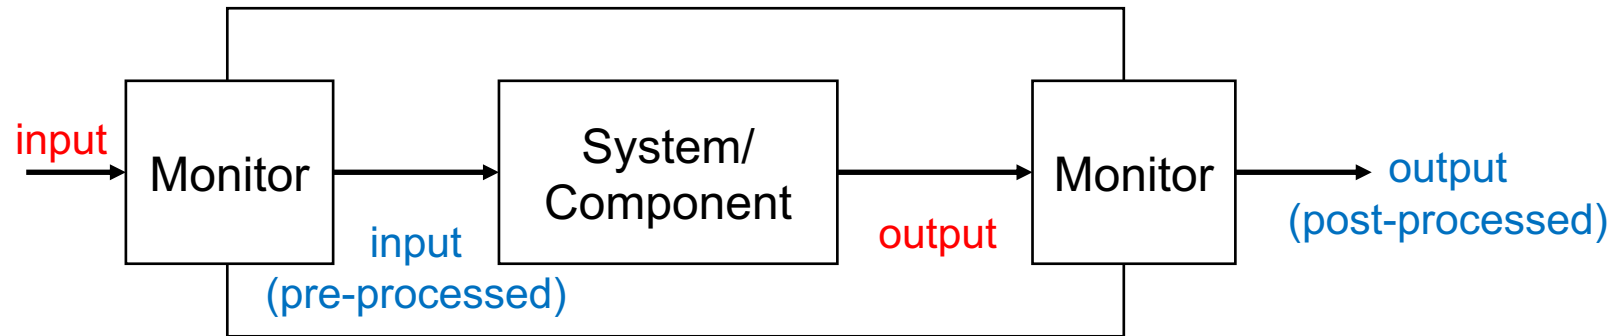 input
Monitor
input
(pre-processed)
System/
Component
output
Monitor
output
(post-processed)